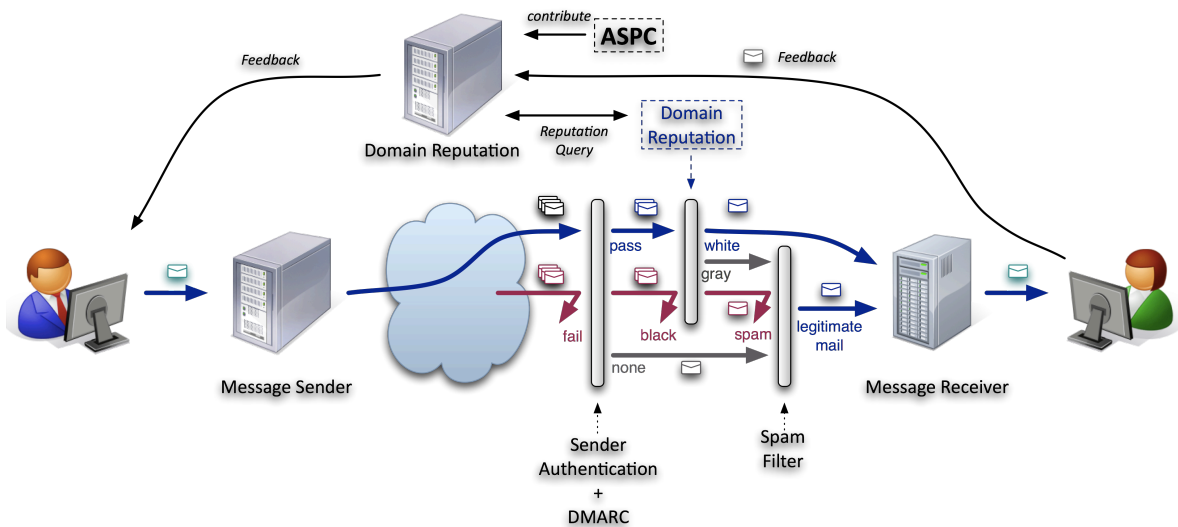 contribute
ASPC
Feedback
Feedback
Domain
Reputation
Reputation
Query
Domain Reputation
pass
white
gray
fail
black
spam
legitimate
mail
none
Message Sender
Message Receiver
Sender
Authentication
+
DMARC
Spam
Filter